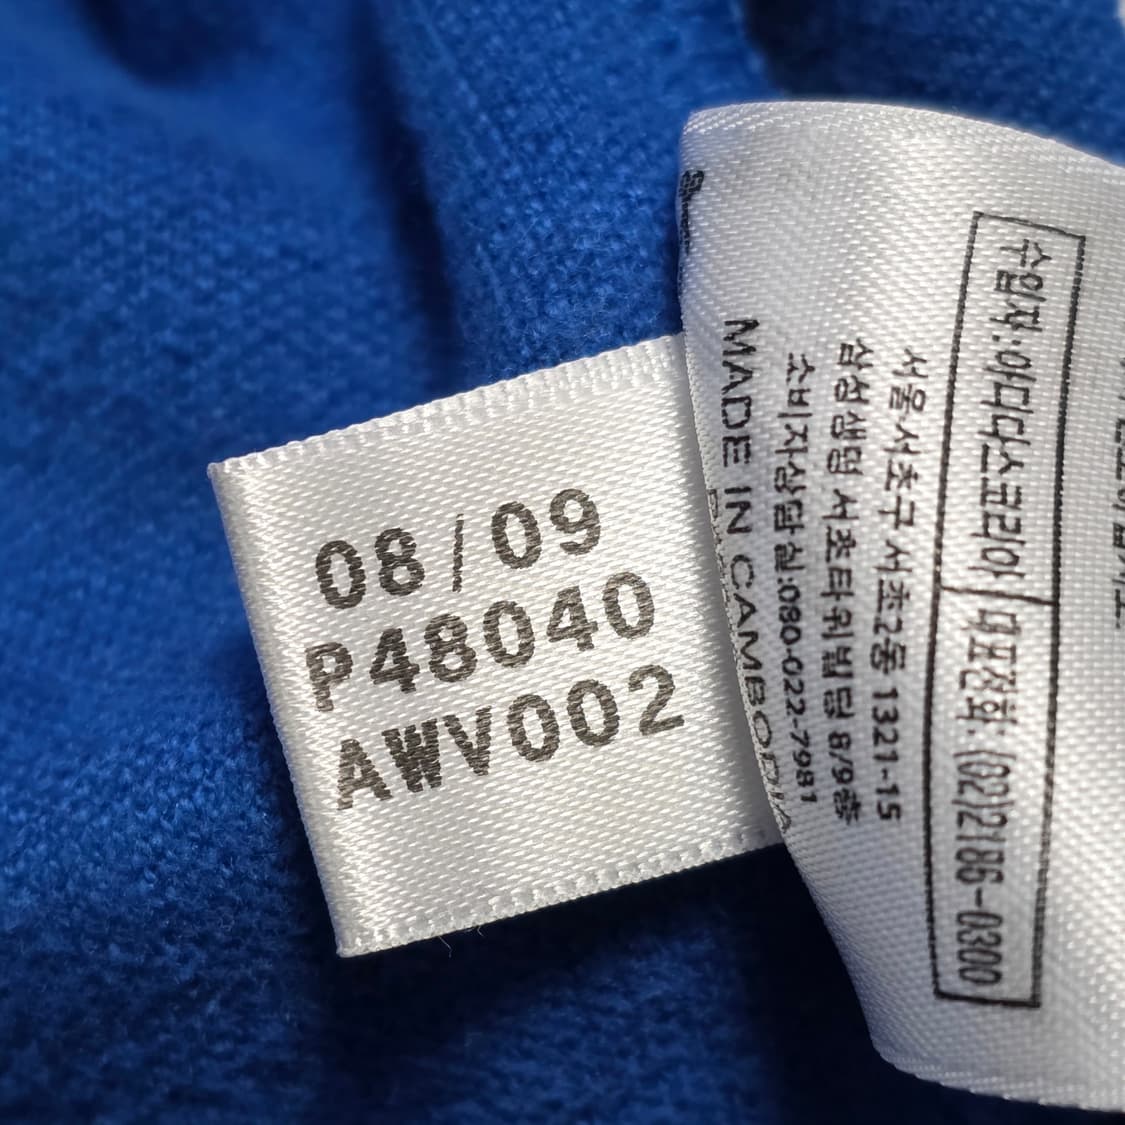 08/09
P48040
AWV002
수입자:아디다스코리아 대표전화: (02)2186-0300
서울 서초구 서초2동 1321-15
삼성생명 서초타워빌딩 8/9층
소비자상담실:080-022-7981
MADE IN CAMBODIA